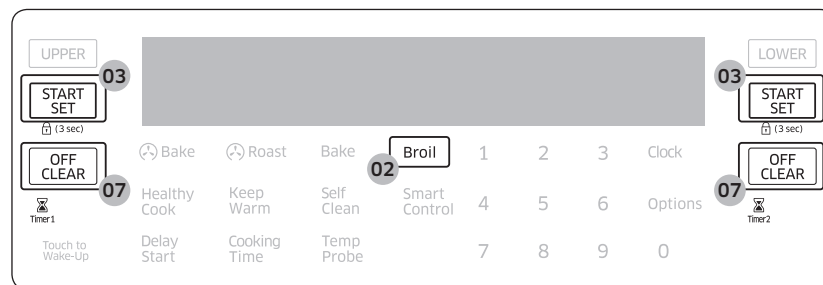 UPPER
LOWER
03
03
START
SET
START
SET
(3 sec)
(3 sec)
Bake
Roast
Bake
Broil
1
2
3
Clock
02
OFF
CLEAR
OFF
CLEAR
07
07
Healthy
Cook
Keep
Warm
Self
Clean
Smart
Control
4
5
6
Options
Timer1
Timer2
Touch to
Wake-Up
Delay
Start
Cooking
Time
Temp
Probe
7
8
9
0